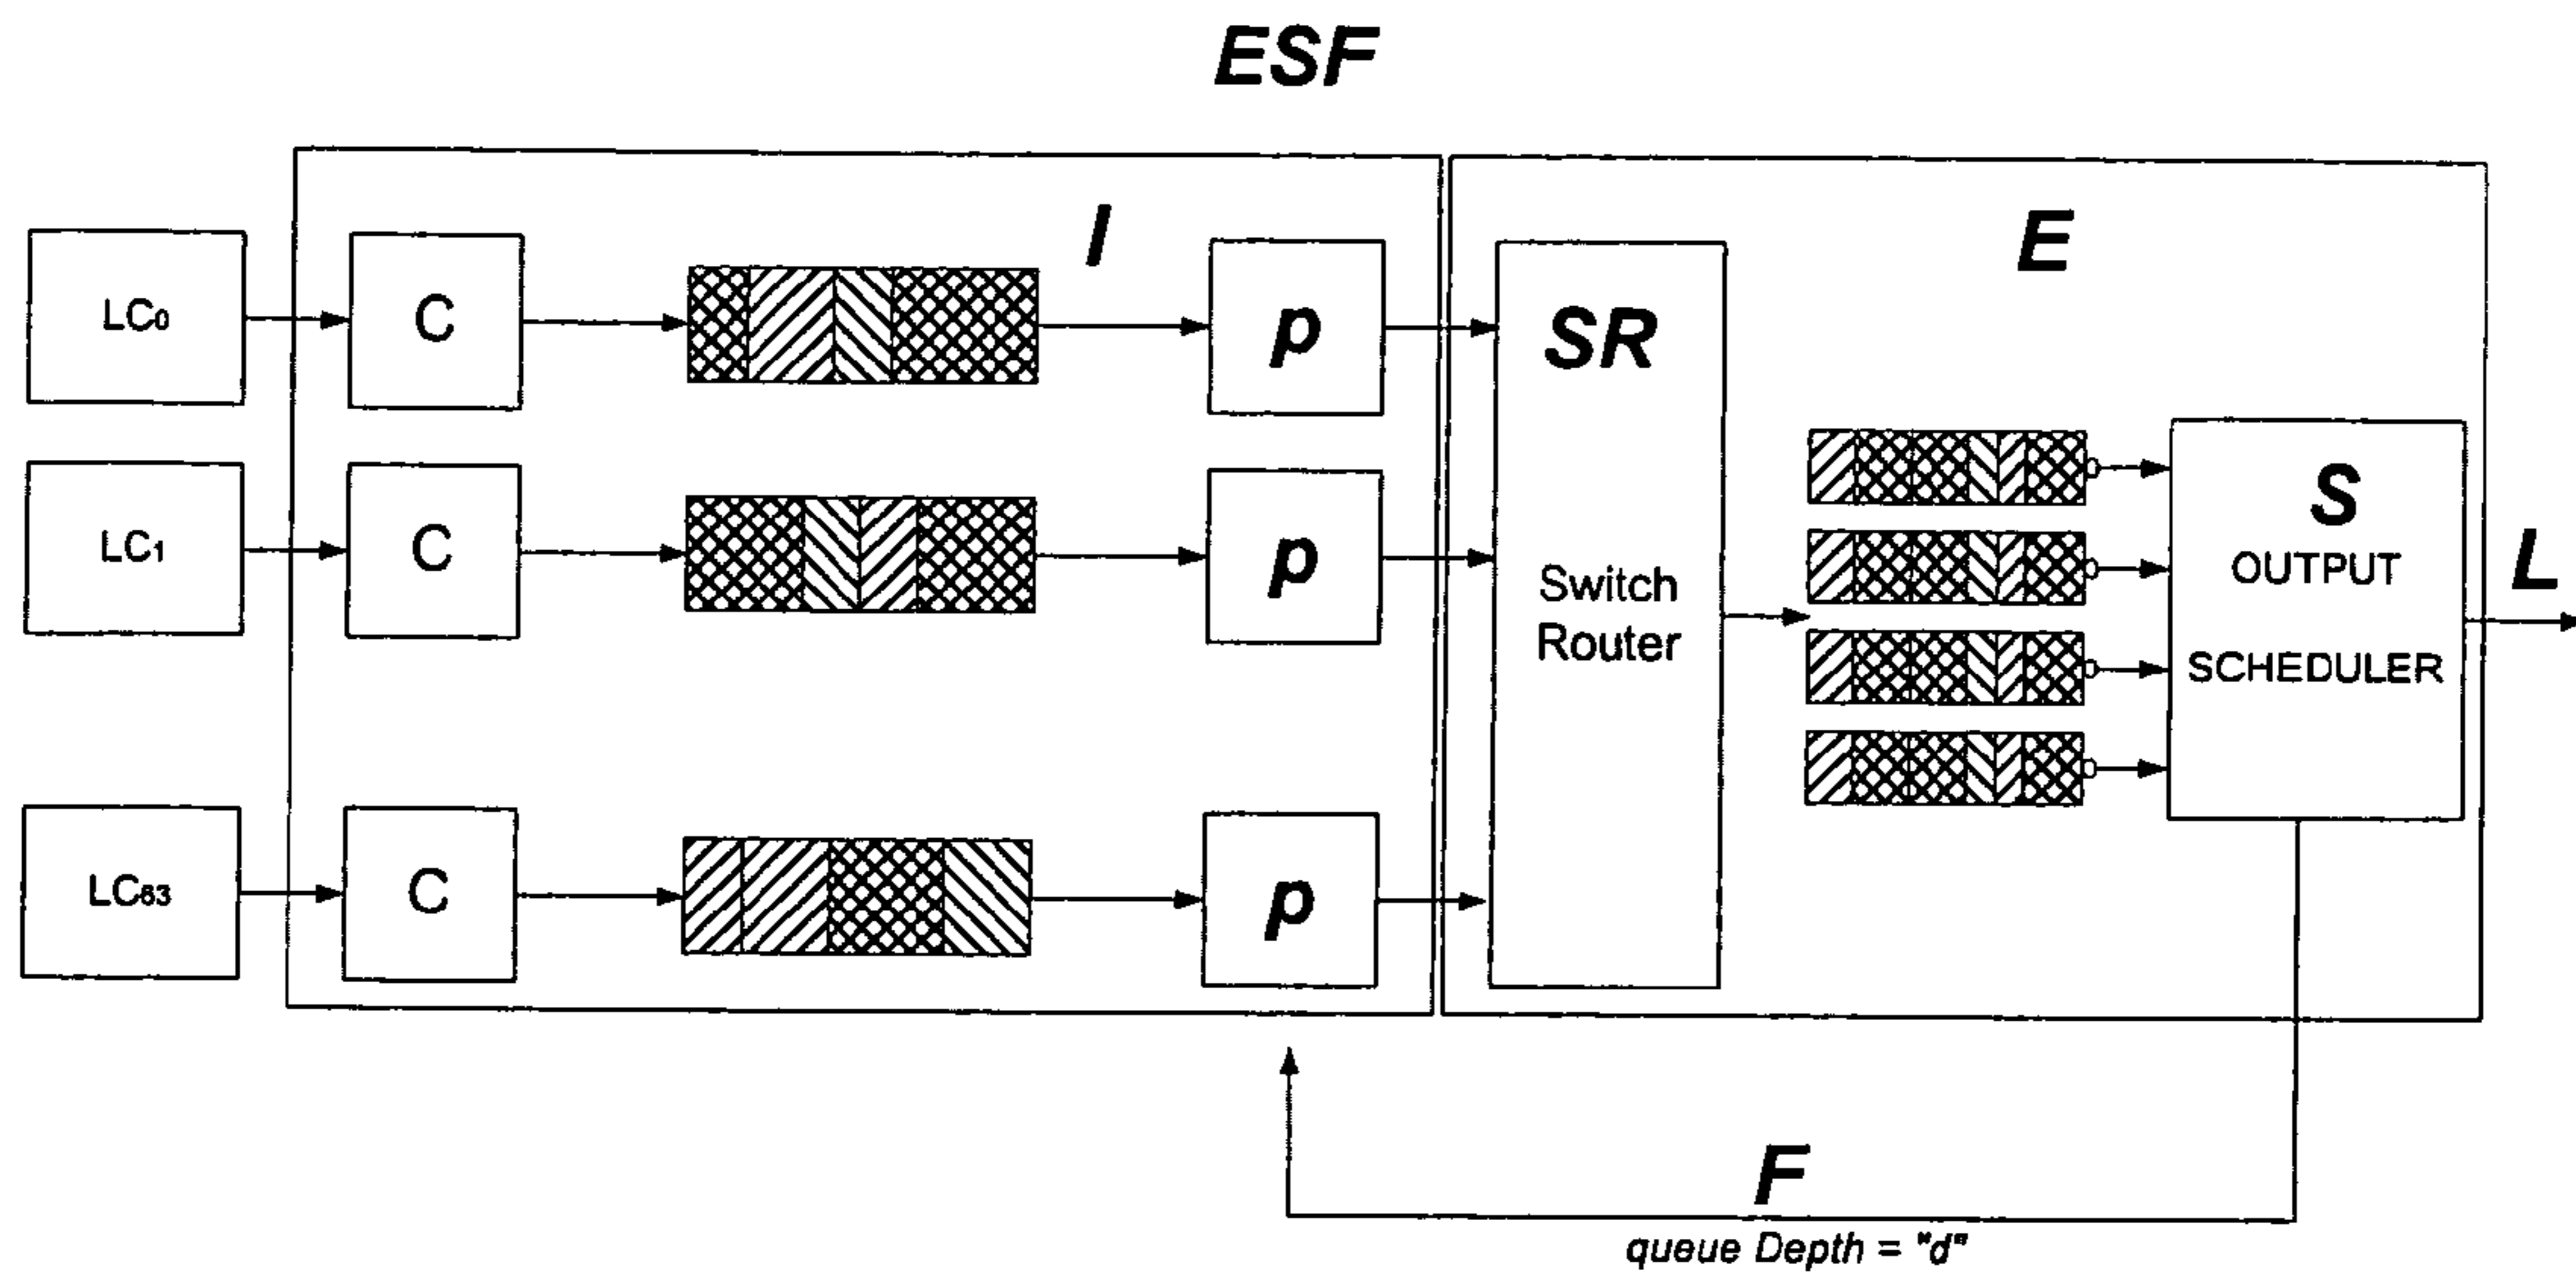 ESF
I
E
LC0
C
p
SR
LC1
C
p
Switch
Router
S
OUTPUT
SCHEDULER
L
LC63
C
p
F
queue Depth = "d"